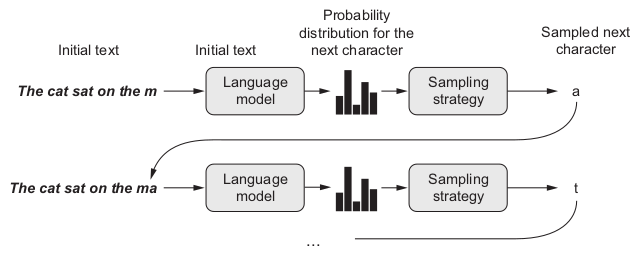 Probability
distribution for the
next character
Initial text
Initial text
Sampled next
character
The cat sat on the m
Language
model
Sampling
strategy
a
The cat sat on the ma
Language
model
Sampling
strategy
t
...